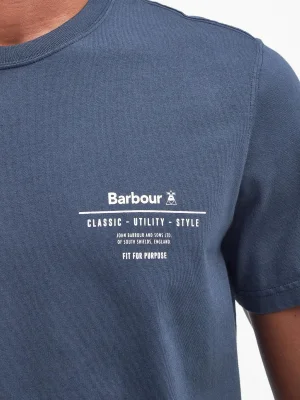 Barbour
CLASSIC - UTILITY - STYLE
JOHN BARBOUR AND SONS LTD.
OF SOUTH SHIELDS, ENGLAND
FIT FOR PURPOSE